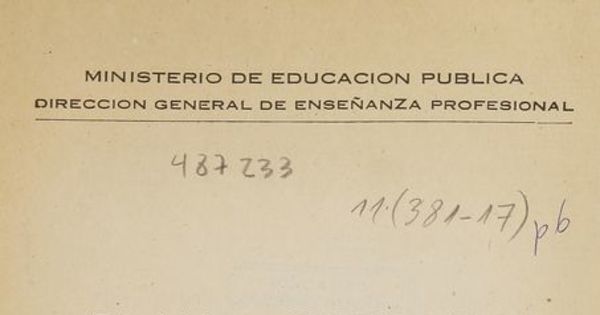 MINISTERIO DE EDUCACION PUBLICA
DIRECCION GENERAL DE ENSEÑANZA PROFESIONAL
487233
11.(381-17) pb